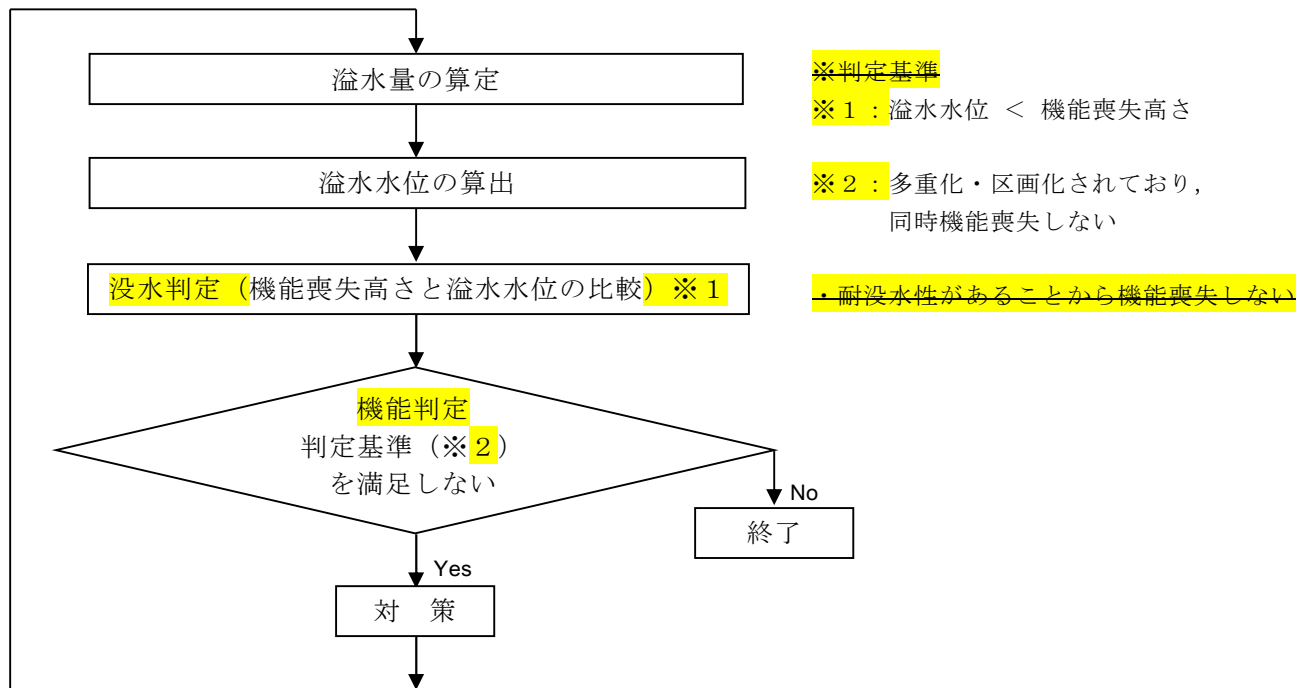 溢水量の算定
溢水水位の算出
没水判定（機能喪失高さと溢水水位の比較）※１
機能判定
判定基準（※２）
を満足しない
No
終了
Yes
対　策
※判定基準
※１：溢水水位 ＜ 機能喪失高さ
※２：多重化・区画化されており，
同時機能喪失しない
・耐没水性があることから機能喪失しない